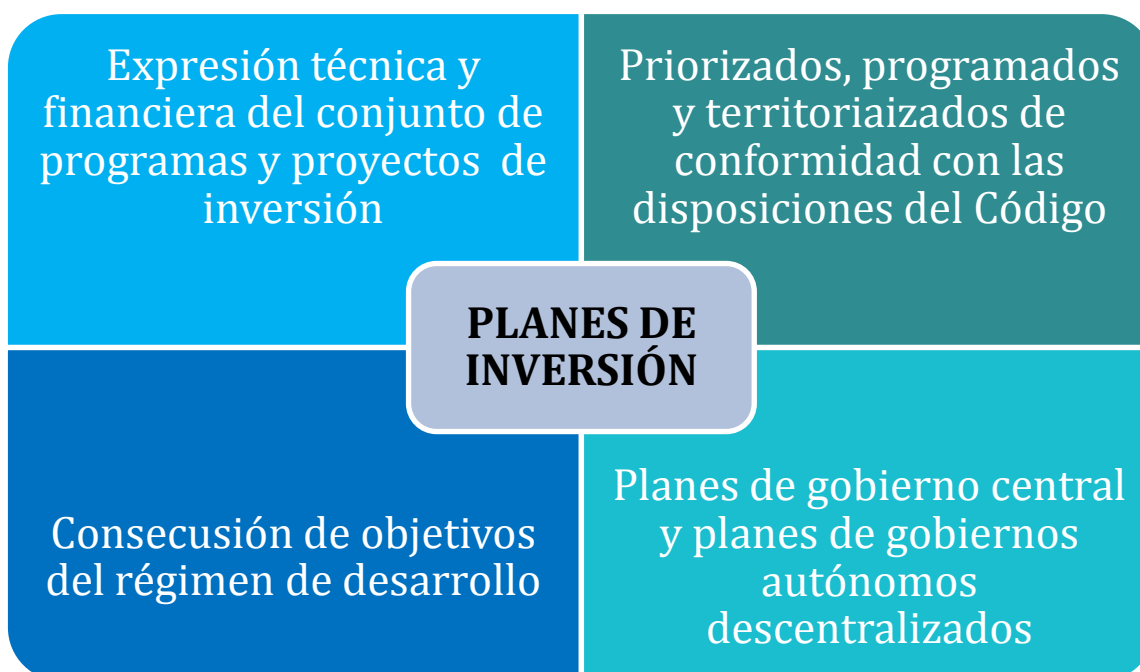 Expresión técnica y
financiera del conjunto de
programas y proyectos de
inversión
Priorizados, programados
y territoriaizados de
conformidad con las
disposiciones del Código
PLANES DE
INVERSIÓN
Consecusión de objetivos
del régimen de desarrollo
Planes de gobierno central
y planes de gobiernos
autónomos
descentralizados